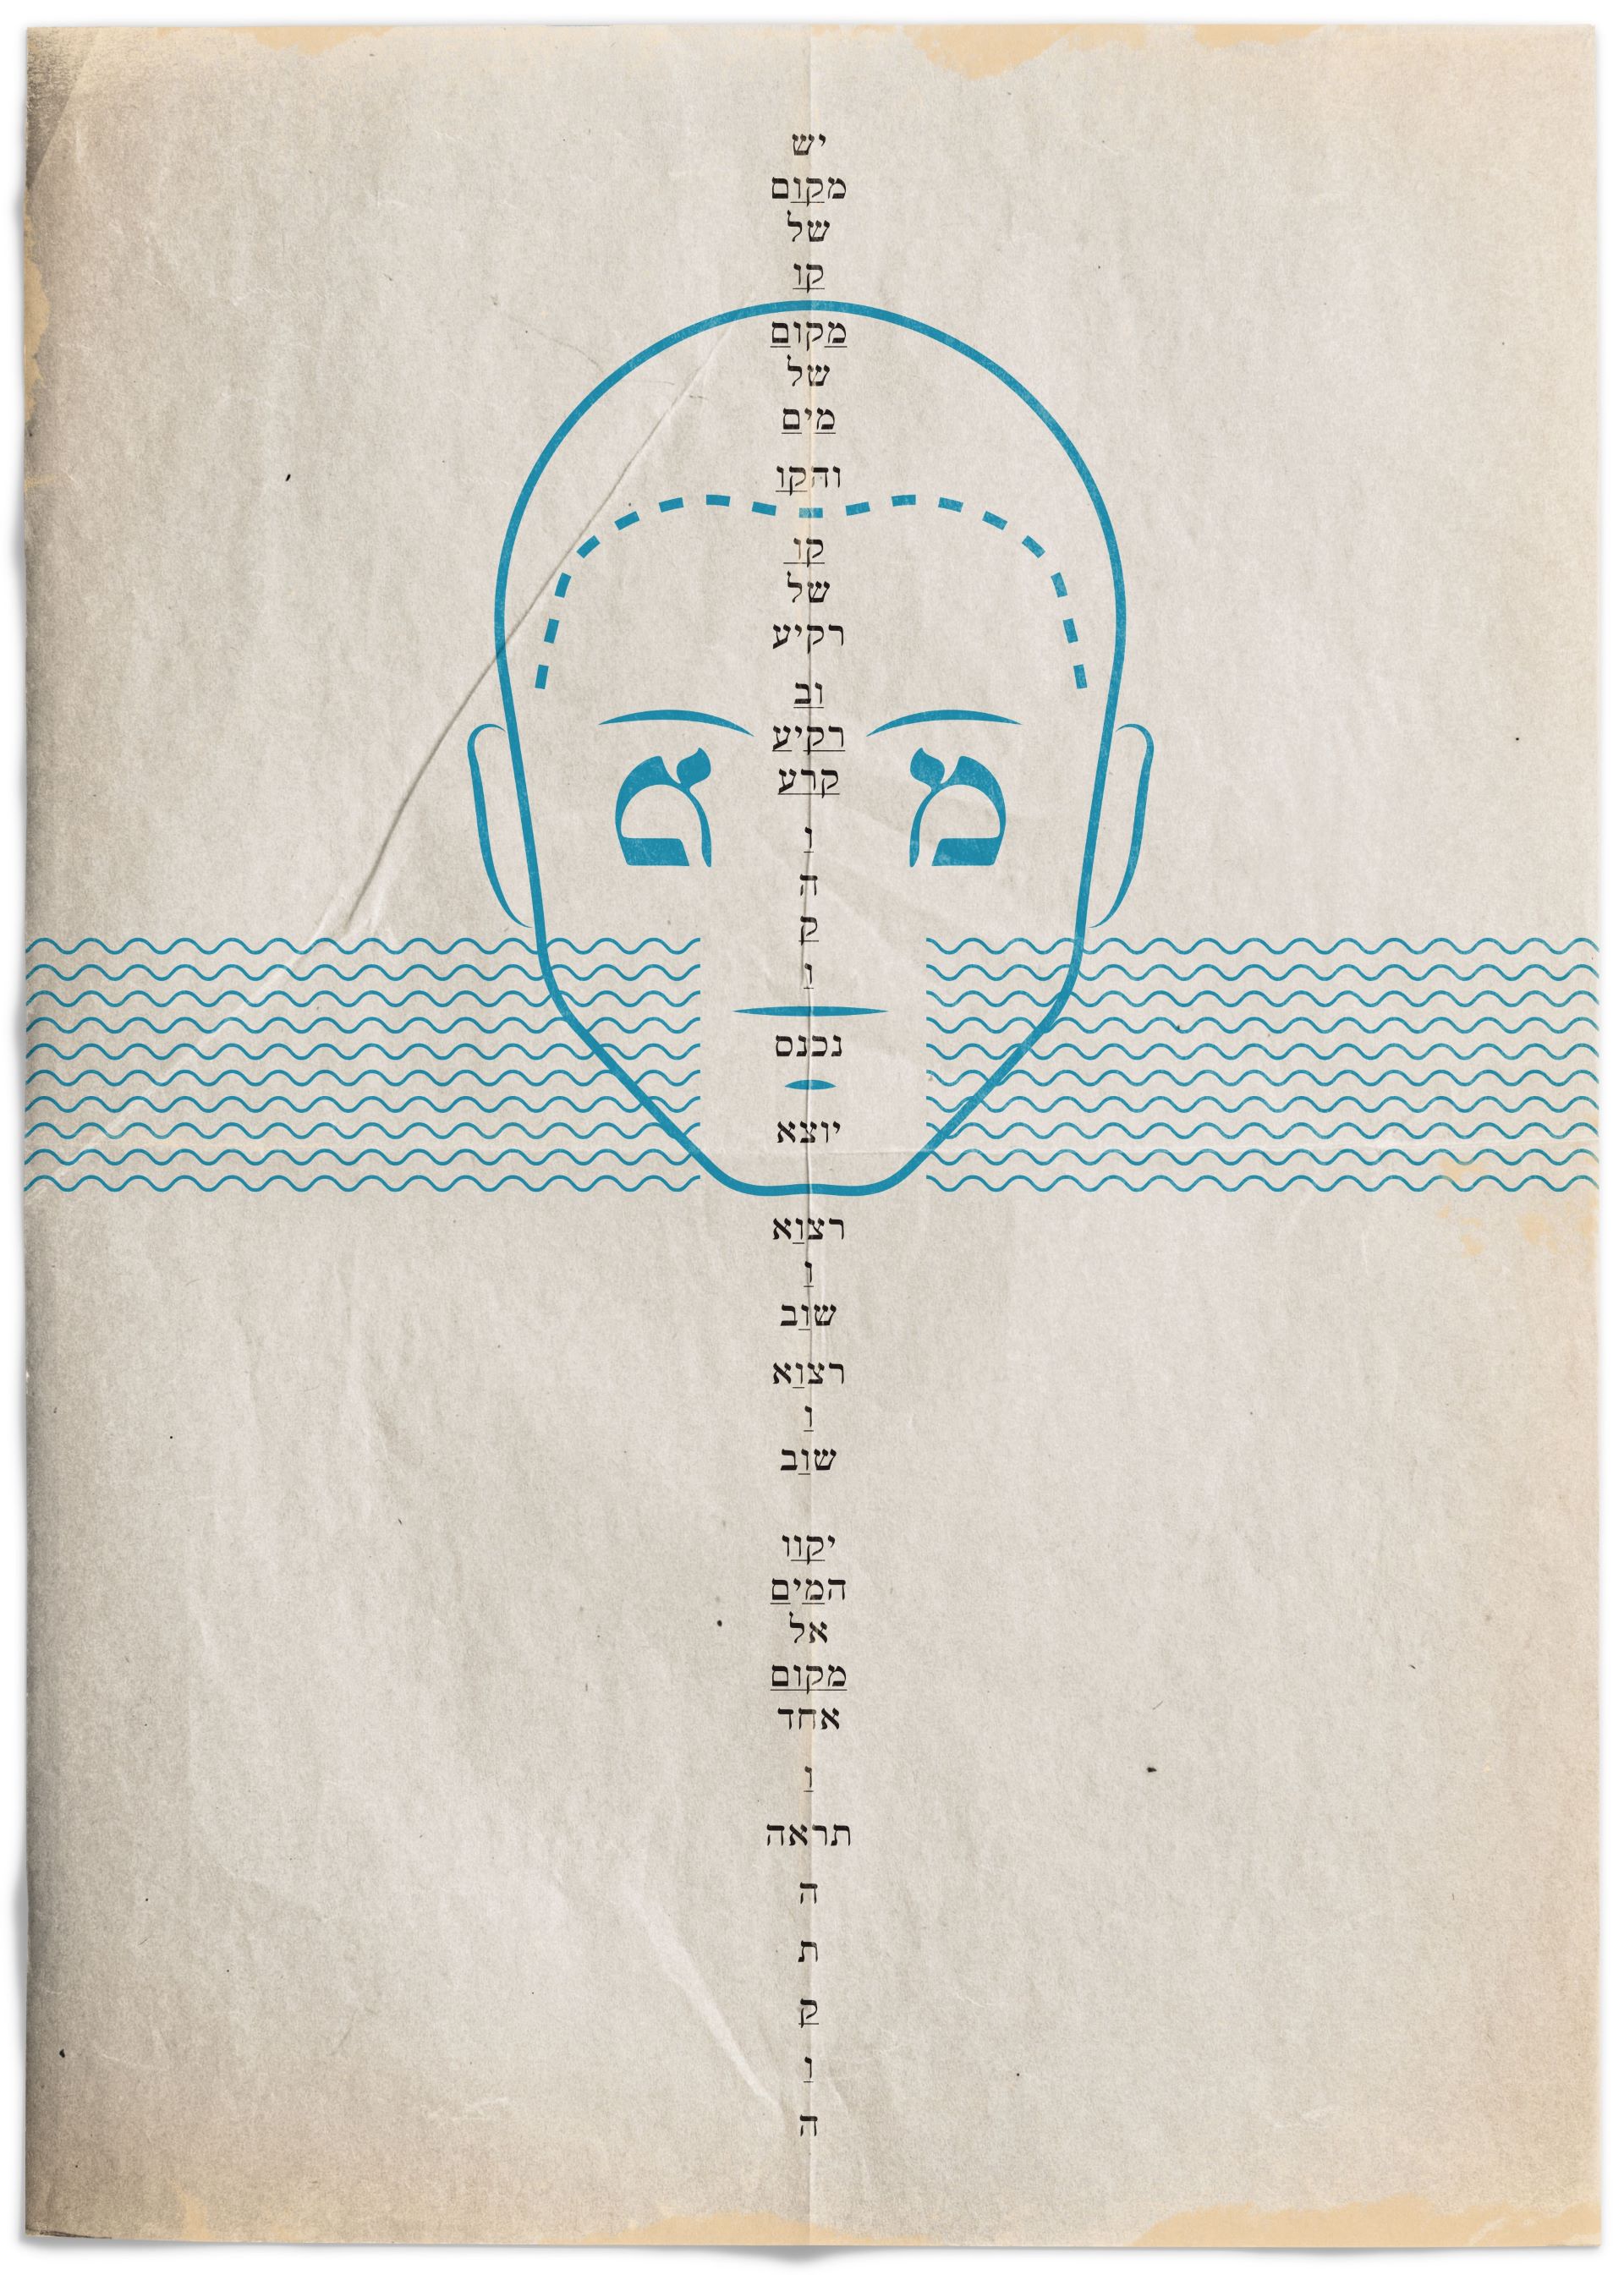 יש
מקום
של
קו
מקום
של
מים
והקו
קו
של
רקיע
וב
רקיע
קרע
מ מ
ו
ה
ק
ו
נכנס
יוצא
רצוא
ו
שוב
רצוא
ו
שוב
יקוו
המים
אל
מקום
אחד
ו
תראה
ה
ת
ק
ו
ה